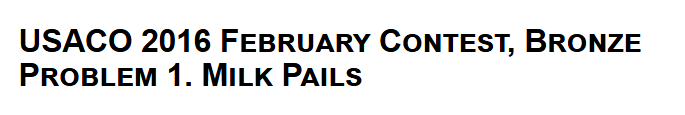 USACO 2016 February Contest, Bronze
Problem 1. Milk Pails